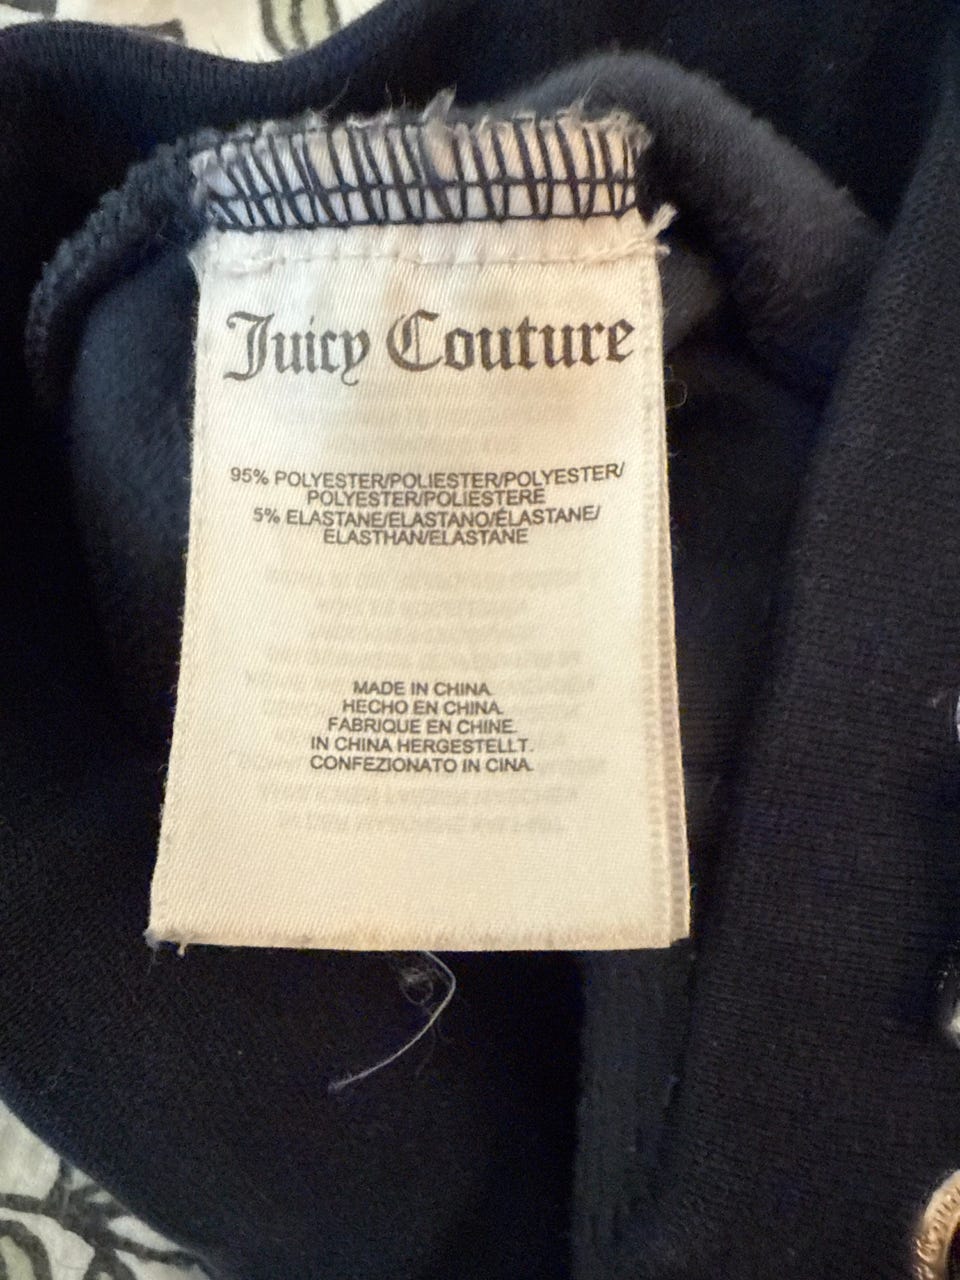 Juicy Couture
95% POLYESTER/POLIESTER/POLYESTER/
POLYESTER/POLIESTERE
5% ELASTANE/ELASTANO/ÉLASTANE/
ELASTHAN/ELASTANE
MADE IN CHINA.
HECHO EN CHINA.
FABRIQUE EN CHINE.
IN CHINA HERGESTELLT.
CONFEZIONATO IN CINA.